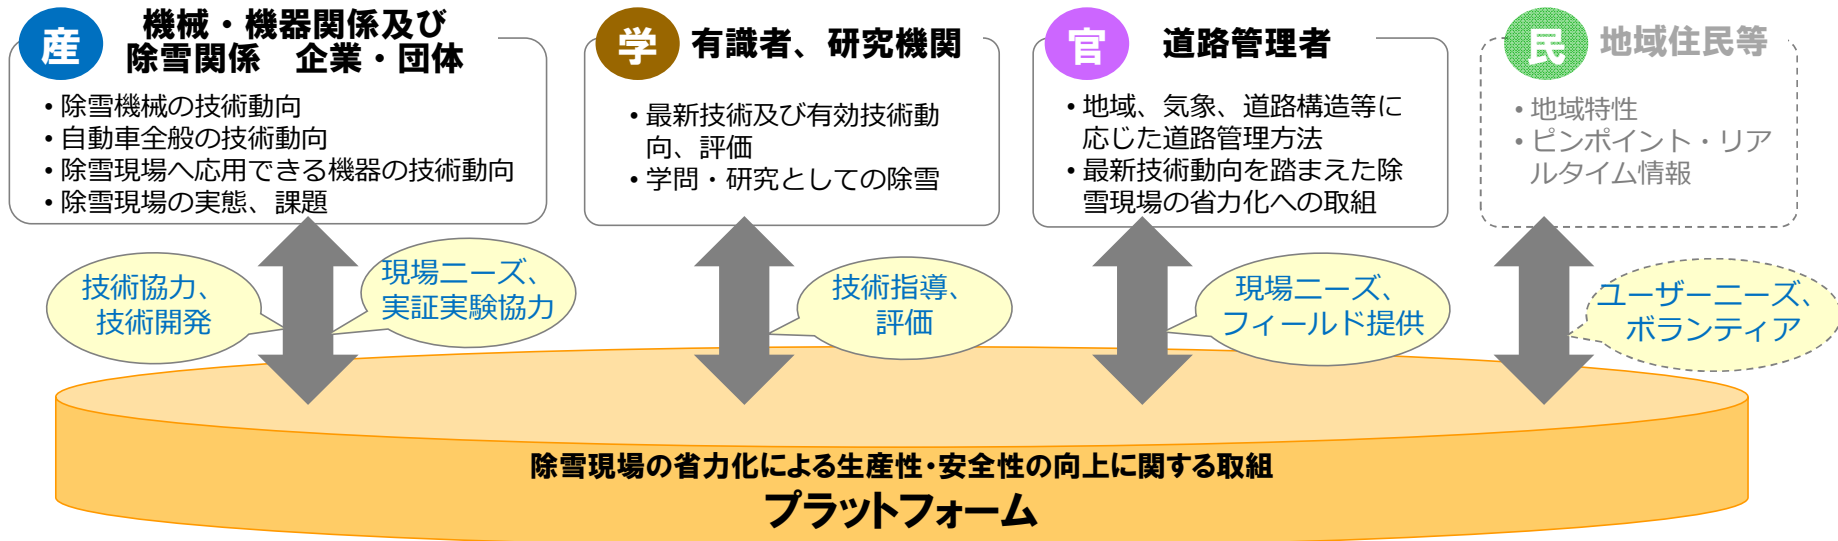 産
機械・機器関係及び
除雪関係　企業・団体
• 除雪機械の技術動向
• 自動車全般の技術動向
• 除雪現場へ応用できる機器の技術動向
• 除雪現場の実態、課題
学
有識者、研究機関
• 最新技術及び有効技術動
向、評価
• 学問・研究としての除雪
官
道路管理者
• 地域、気象、道路構造等に
応じた道路管理方法
• 最新技術動向を踏まえた除
雪現場の省力化への取組
民
地域住民等
• 地域特性
• ピンポイント・リア
ルタイム情報
技術協力、
技術開発
現場ニーズ、
実証実験協力
技術指導、
評価
現場ニーズ、
フィールド提供
ユーザーニーズ、
ボランティア
除雪現場の省力化による生産性・安全性の向上に関する取組
プラットフォーム